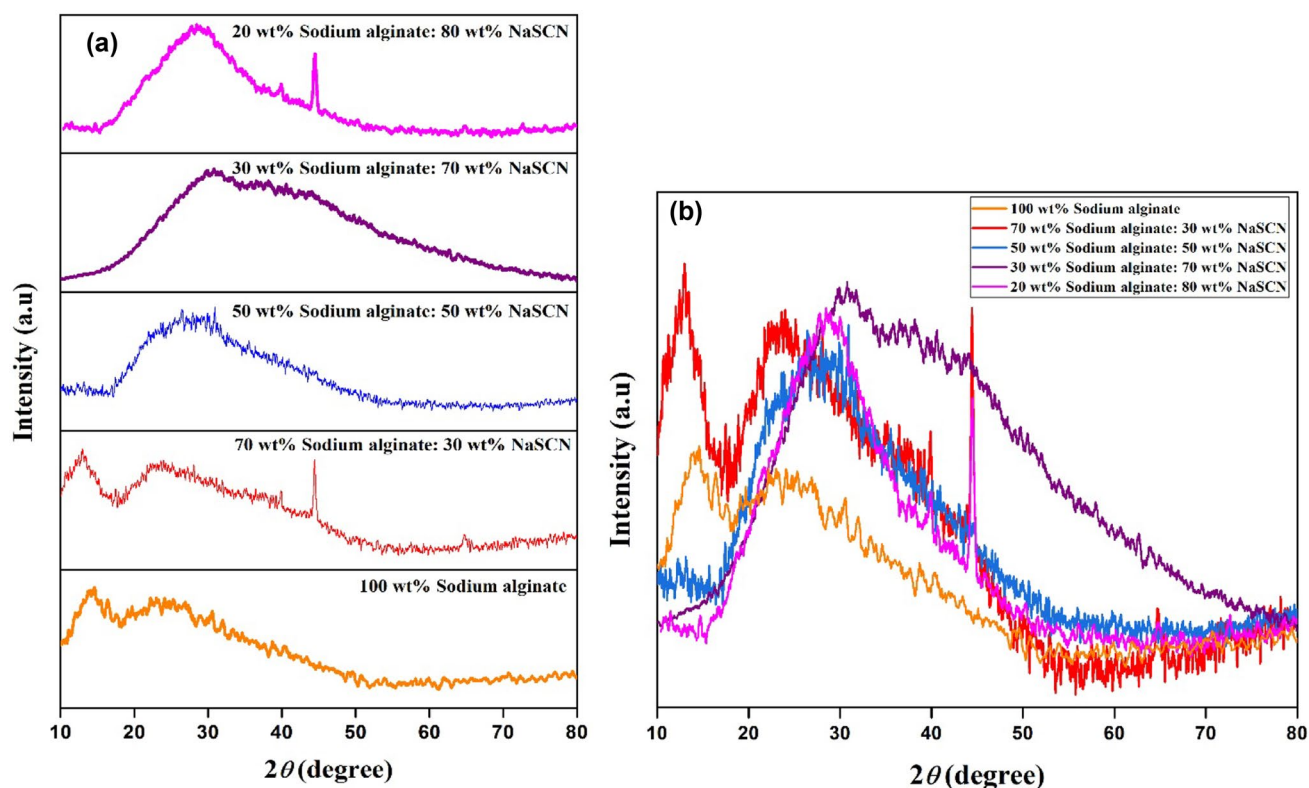 (a)
20 wt% Sodium alginate: 80 wt% NaSCN
30 wt% Sodium alginate: 70 wt% NaSCN
50 wt% Sodium alginate: 50 wt% NaSCN
70 wt% Sodium alginate: 30 wt% NaSCN
100 wt% Sodium alginate
Intensity (a.u)
10 20 30 40 50 60 70 80
2θ (degree)
(b)
100 wt% Sodium alginate
70 wt% Sodium alginate: 30 wt% NaSCN
50 wt% Sodium alginate: 50 wt% NaSCN
30 wt% Sodium alginate: 70 wt% NaSCN
20 wt% Sodium alginate: 80 wt% NaSCN
Intensity (a.u)
10 20 30 40 50 60 70 80
2θ (degree)